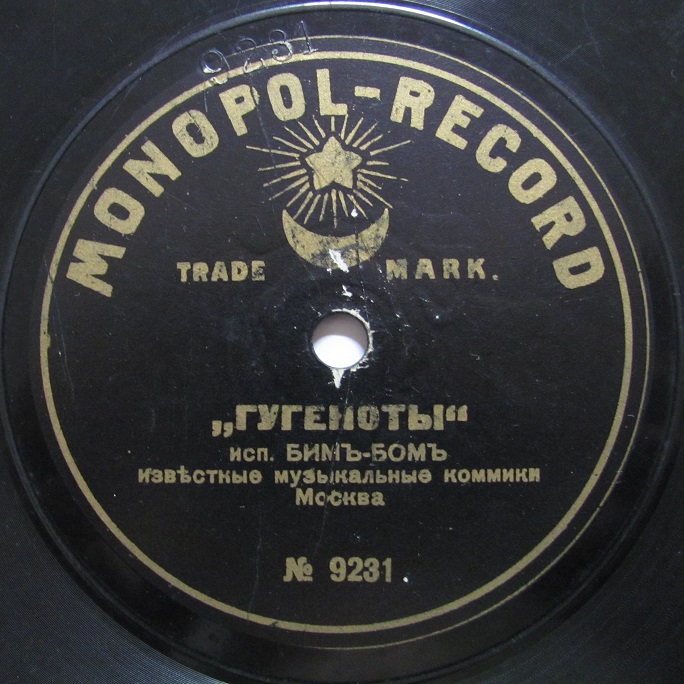 9231
MONOPOL-RECORD
TRADE MARK.
„ГУГЕНОТЫ“
исп. БИМЪ-БОМЪ
извѣстные музыкальные коммики
Москва
№ 9231.